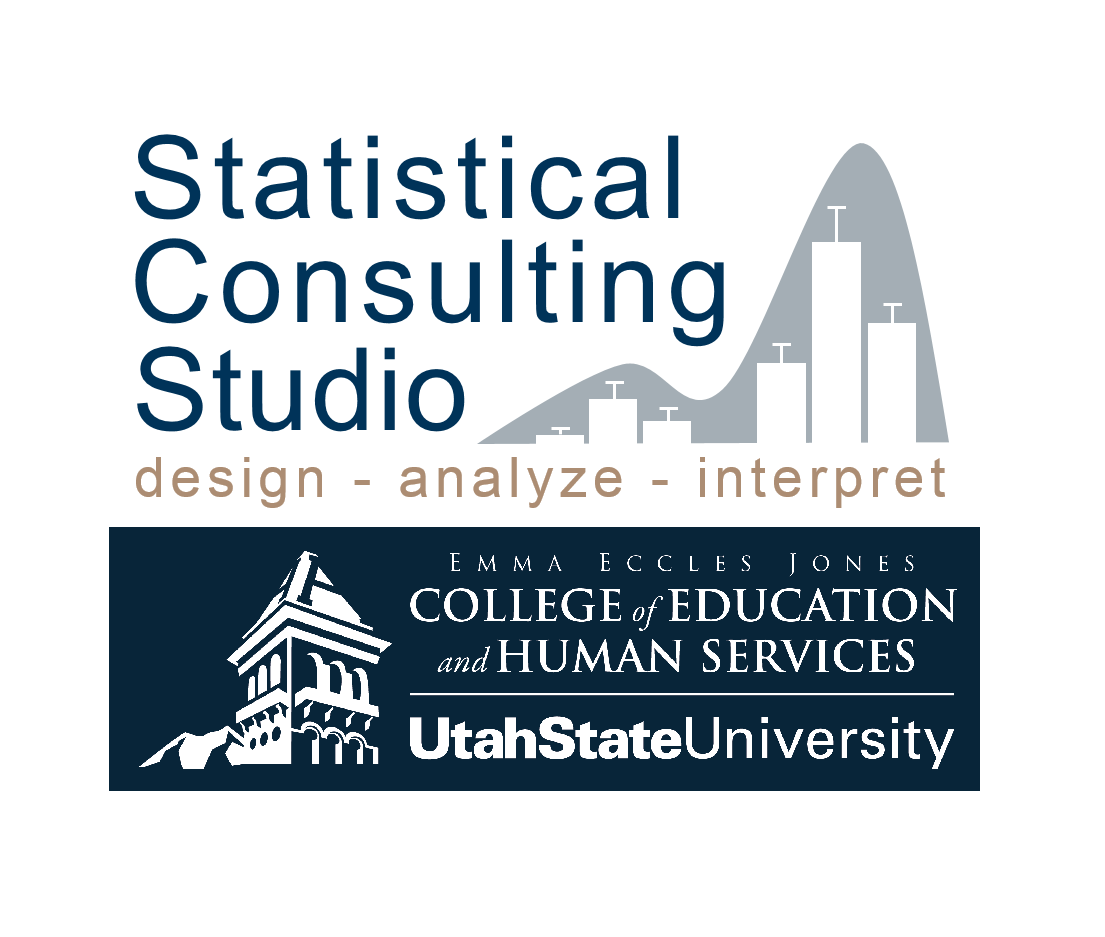 Statistical
Consulting
Studio
design - analyze - interpret
EMMA ECCLES JONES
COLLEGE of EDUCATION
and HUMAN SERVICES
UtahStateUniversity